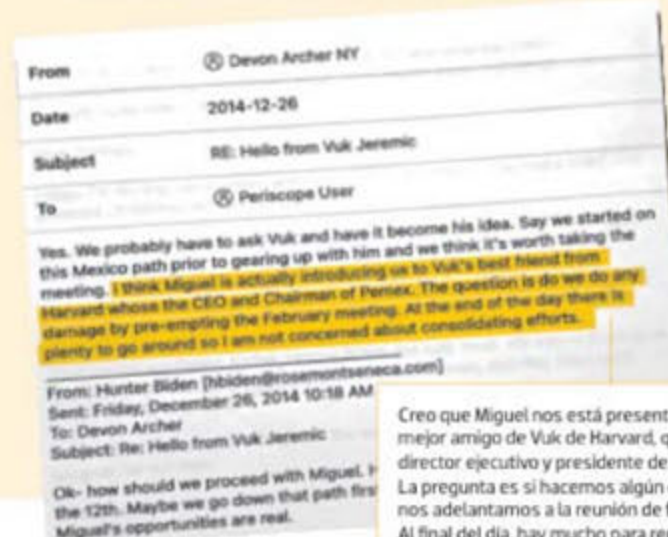 From Devon Archer NY
Date 2014-12-26
Subject RE: Hello from Vuk Jeremic
To Periscope User
Yes. We probably have to ask Vuk and have it become his idea. Say we started on
this Mexico path prior to gearing up with him and we think it's worth taking the
meeting. I think Miguel is actually introducing us to Vuk's best friend from
Harvard whose the CEO and Chairman of Pemex. The question is do we do any
damage by pre-empting the February meeting. At the end of the day there is
plenty to go around so I am not concerned about consolidating efforts.
From: Hunter Biden [hbiden@rosemontseneca.com]
Sent: Friday, December 26, 2014 10:18 AM
To: Devon Archer
Subject: Re: Hello from Vuk Jeremic
Ok- how should we proceed with Miguel.
the 12th. Maybe we go down that path
Miguel's opportunities are real.
Creo que Miguel nos está
mejor amigo de Vuk de Harvard,
director ejecutivo y presidente de
La pregunta es si hacemos algún
nos adelantamos a la reunión de
Al final del día, hay mucho para